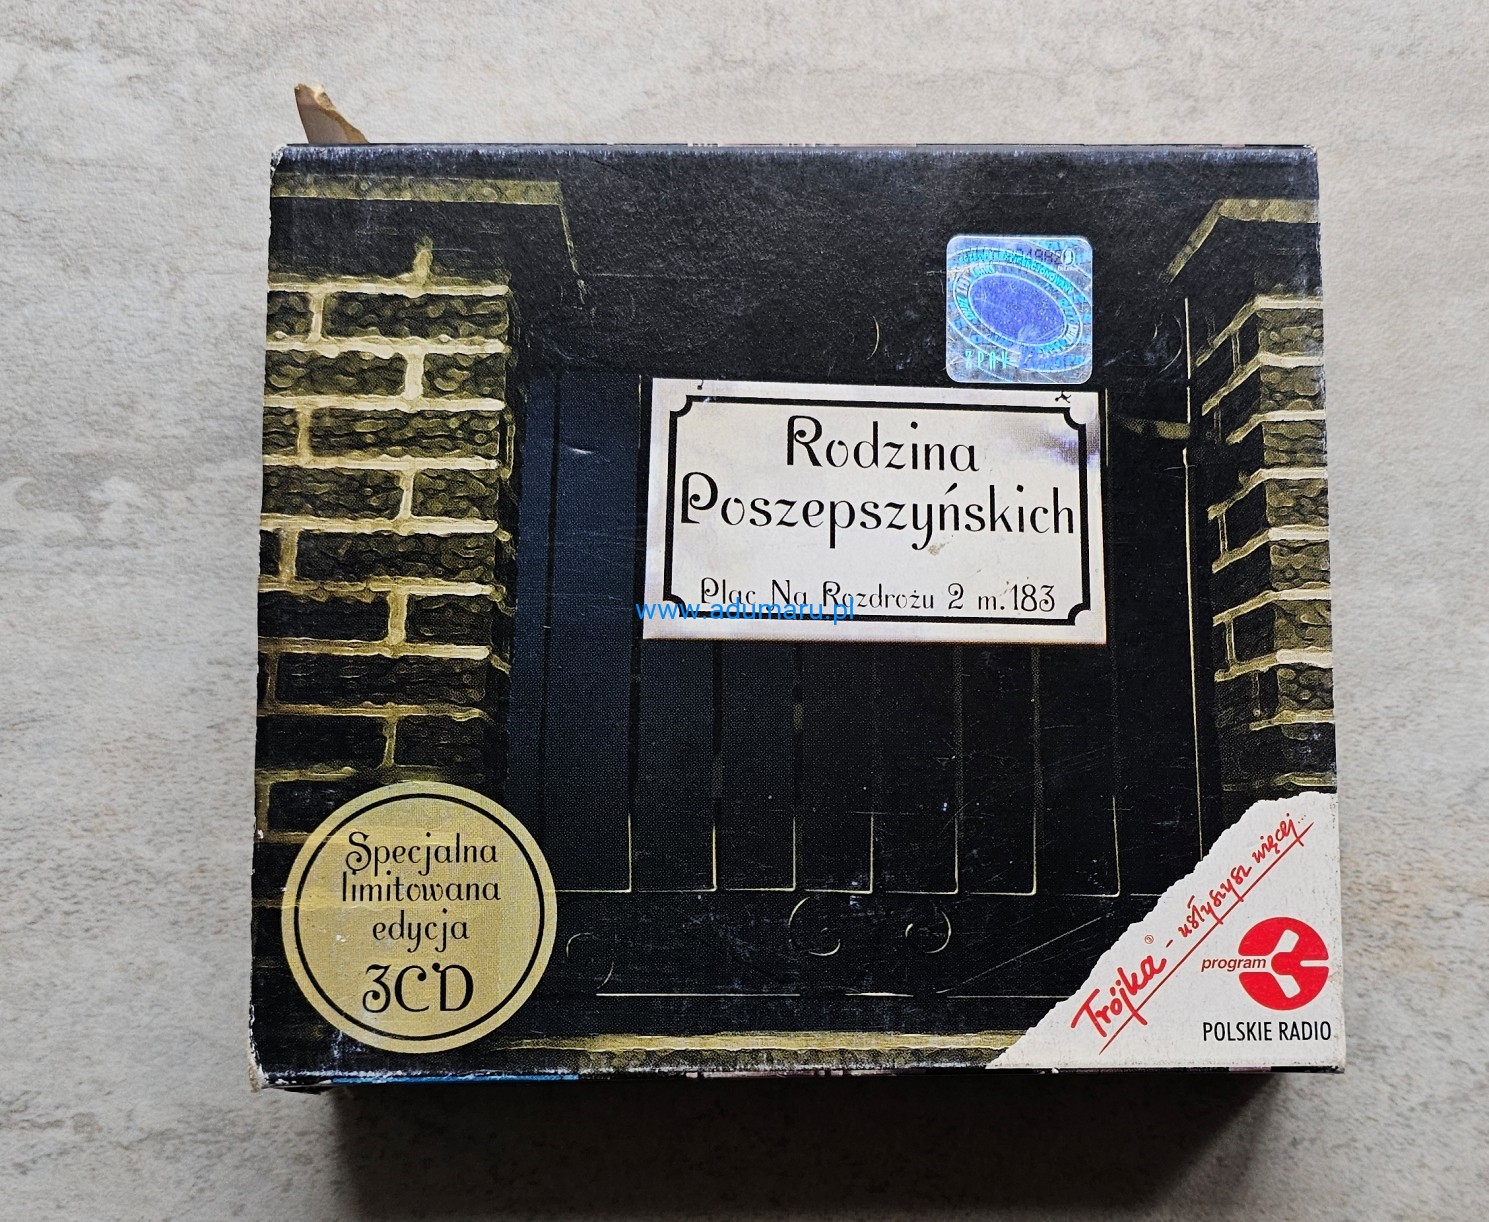 Rodzina
Poszepszyńskich
Plac Na Rozdrożu 2 m. 183
www.adumaru.pl
Specjalna
limitowana
edycja
3CD
Trójka® - usłyszysz więcej...
program
POLSKIE RADIO